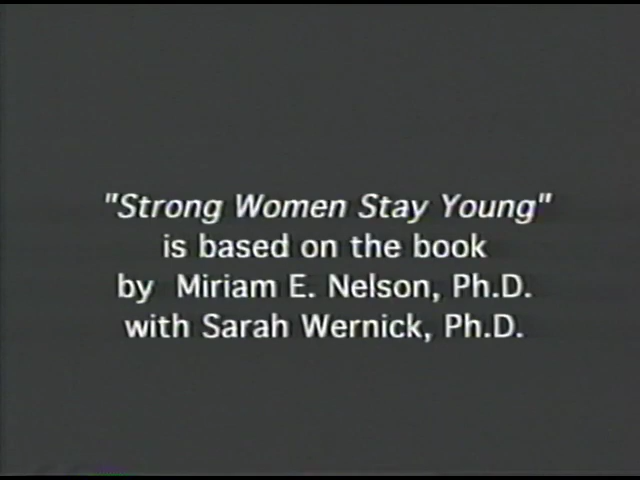 "Strong Women Stay Young"
is based on the book
by Miriam E. Nelson, Ph.D.
with Sarah Wernick, Ph.D.